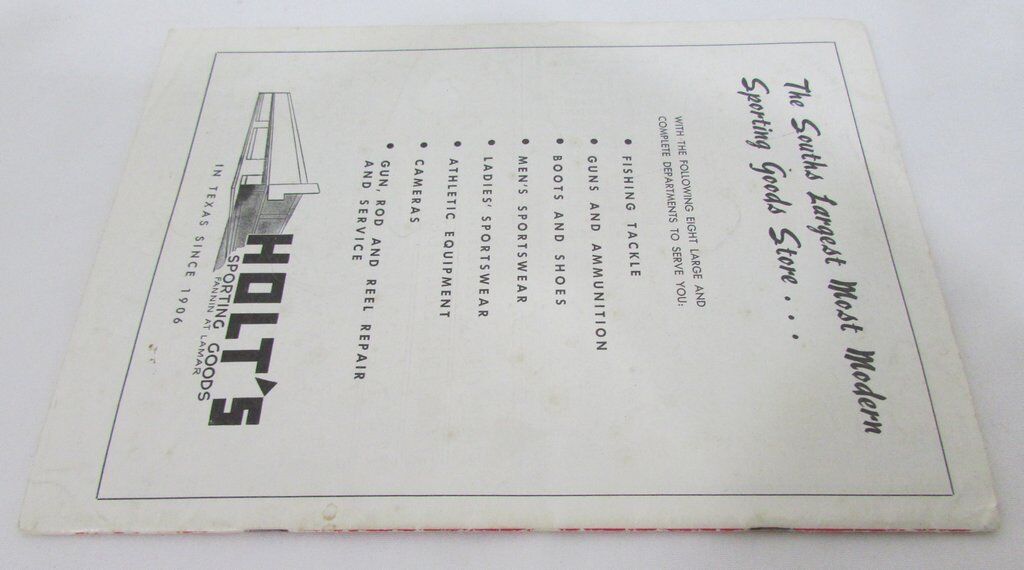 The Souths Largest Most Modern
Sporting Goods Store . . .
WITH THE FOLLOWING EIGHT LARGE AND
COMPLETE DEPARTMENTS TO SERVE YOU:
• FISHING TACKLE
• GUNS AND AMMUNITION
• BOOTS AND SHOES
• MEN'S SPORTSWEAR
• LADIES' SPORTSWEAR
• ATHLETIC EQUIPMENT
• CAMERAS
• GUN, ROD AND REEL REPAIR
AND SERVICE
HOLT'S
SPORTING GOODS
FANNIN AT LAMAR
IN TEXAS SINCE 1906